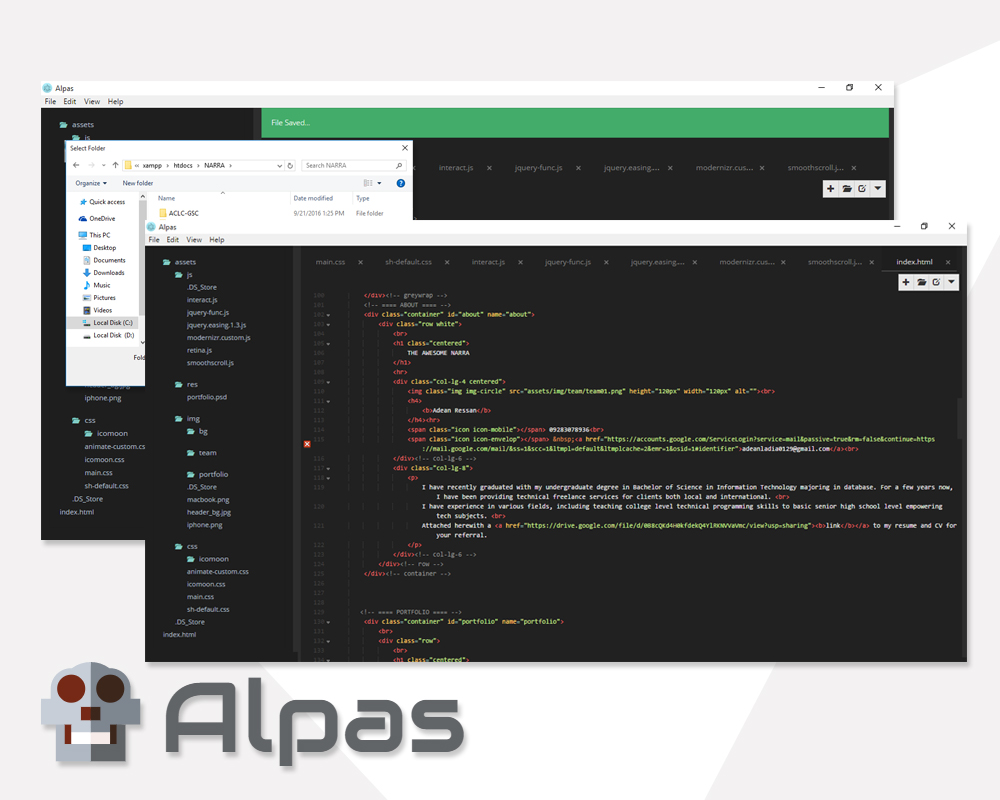 Alpas
File Edit View Help
assets
js
File Saved...
interact.js × jquery-func.js × jquery.easing.... × modernizr.cus... × smoothscroll.j... ×
Select Folder
« xampp › htdocs › NARRA ›
Search NARRA
Organize New folder
Quick access
OneDrive
This PC
Desktop
Documents
Downloads
Music
Pictures
Videos
Local Disk (C:)
Local Disk (D:)
Name Date modified Type
ACLC-GSC 9/21/2016 1:25 PM File folder
Fold
iphone.png
css
icomoon
animate-custom.cs
icomoon.css
main.css
sh-default.css
.DS_Store
index.html
Alpas
File Edit View Help
assets
js
.DS_Store
interact.js
jquery-func.js
jquery.easing.1.3.js
modernizr.custom.js
retina.js
smoothscroll.js
res
portfolio.psd
img
bg
team
portfolio
.DS_Store
macbook.png
header_bg.jpg
iphone.png
css
icomoon
animate-custom.css
icomoon.css
main.css
sh-default.css
.DS_Store
index.html
main.css × sh-default.css × interact.js × jquery-func.js × jquery.easing.... × modernizr.cus... × smoothscroll.j... × index.html ×
100 </div><!-- greywrap -->
101 <!-- ==== ABOUT ==== -->
102 <div class="container" id="about" name="about">
103 <div class="row white">
104 <br>
105 <h1 class="centered">
106 THE AWESOME NARRA
107 </h1>
108 <hr>
109 <div class="col-lg-4 centered">
110 <img class="img img-circle" src="assets/img/team/team01.png" height="120px" width="120px" alt=""><br>
111 <h4>
112 <b>Adean Ressan</b>
113 </h4><hr>
114 <span class="icon icon-mobile"></span> 09283078936<br>
115 <span class="icon icon-envelop"></span> &nbsp;<a href="https://accounts.google.com/ServiceLogin?service=mail&passive=true&rm=false&continue=https
://mail.google.com/mail/&ss=1&scc=1&ltmpl=default&ltmplcache=2&emr=1&osid=1#identifier">adeanladia0129@gmail.com</a><br>
116 </div><!-- col-lg-6 -->
117 <div class="col-lg-8">
118 <p>
119 I have recently graduated with my undergraduate degree in Bachelor of Science in Information Technology majoring in database. For a few years now,
I have been providing technical freelance services for clients both local and international. <br>
120 I have experience in various fields, including teaching college level technical programming skills to basic senior high school level empowering
tech subjects. <br>
121 Attached herewith a <a href="https://drive.google.com/file/d/=sharing"><b>link</b></a> to my resume and CV for
your referral.
122 </p>
123 </div><!-- col-lg-6 -->
124 </div><!-- row -->
125 </div><!-- container -->
126
127
128
129 <!-- ==== PORTFOLIO ==== -->
130 <div class="container" id="portfolio" name="portfolio">
131 <br>
132 <div class="row">
133 <br>
134 <h1 class="centered">
Alpas